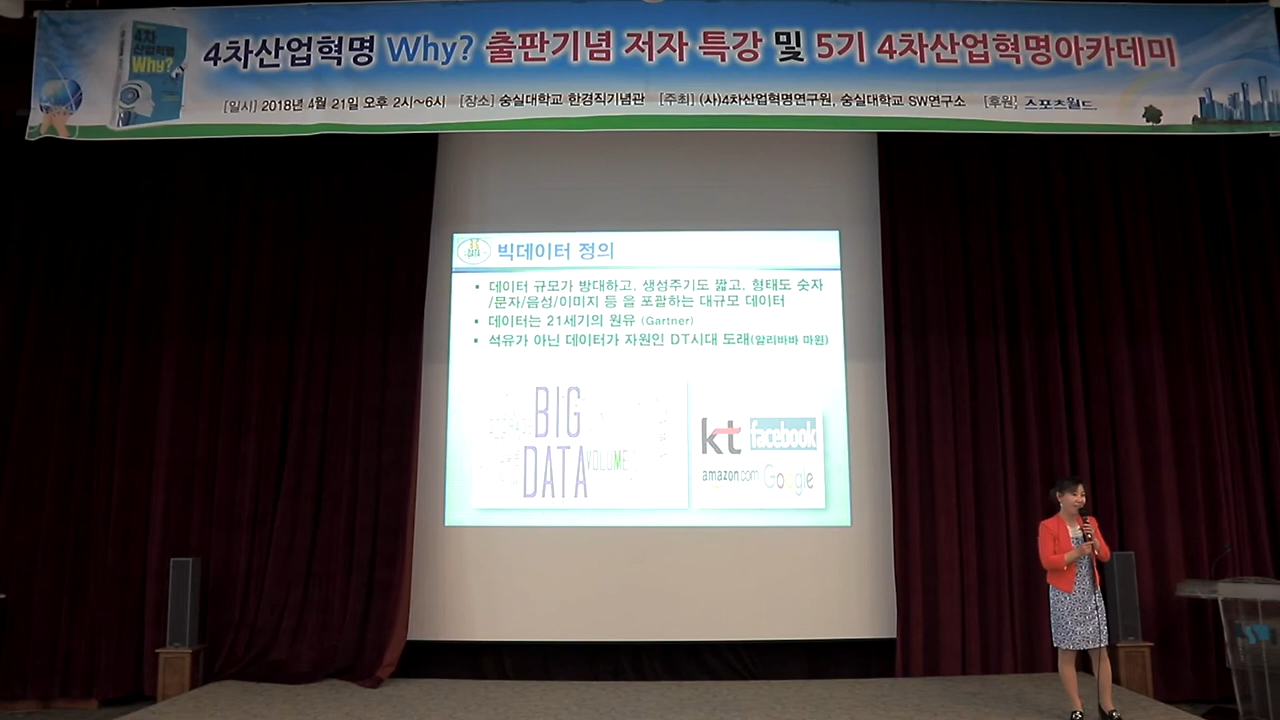 4차
산업혁명
Why?
4차산업혁명 Why? 출판기념 저자 특강 및 5기 4차산업혁명아카데미
[일시] 2018년 4월 21일 오후 2시~6시 [장소] 숭실대학교 한경직기념관 [주최] (사)4차산업혁명연구원, 숭실대학교 SW연구소 [후원] 스포츠월드
DATA
빅데이터 정의
▪ 데이터 규모가 방대하고, 생성주기도 짧고, 형태도 숫자
/문자/음성/이미지 등 을 포괄하는 대규모 데이터
▪ 데이터는 21세기의 원유 (Gartner)
▪ 석유가 아닌 데이터가 자원인 DT시대 도래(알리바바 마윈)
BIG
DATA
VOLUME
kt facebook
amazon.com Google